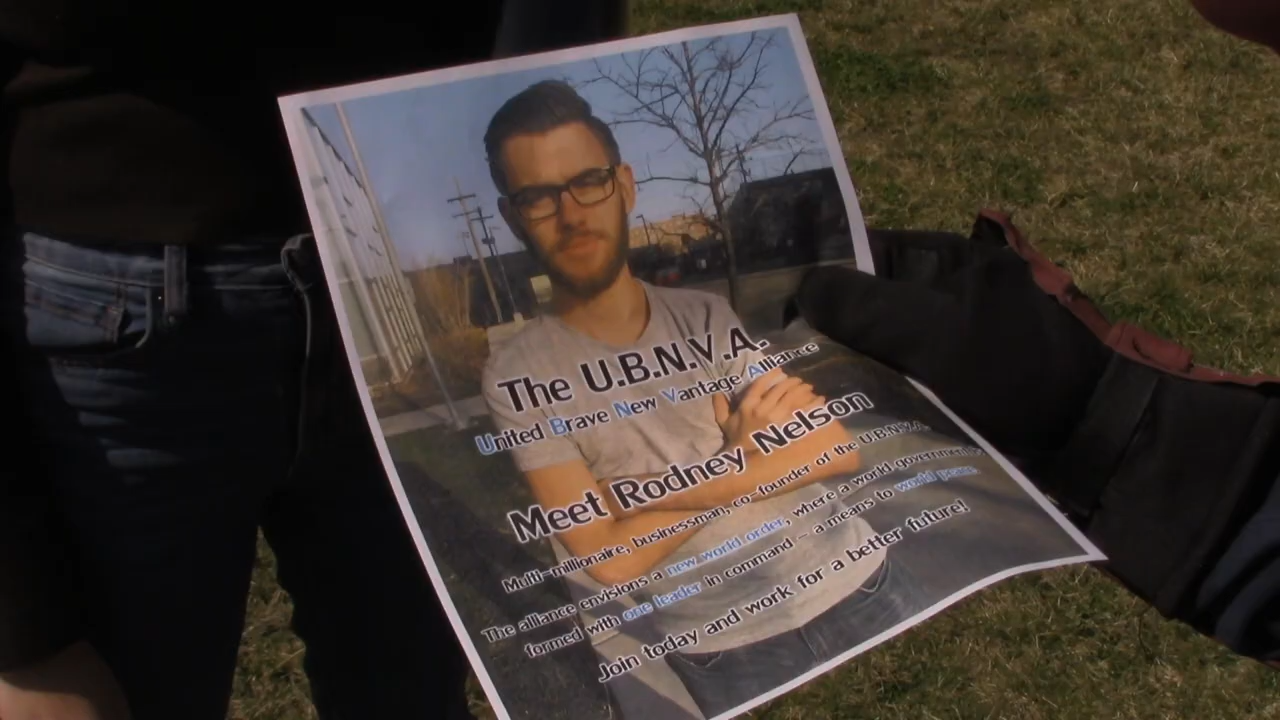 The U.B.N.V.A.
United Brave New Vantage Alliance
Meet Rodney Nelson
Multi-millionaire, businessman, co-founder of the U.B.N.V.A.
The alliance envisions a new world order, where a world government is
formed with one leader in command - a means to world peace.
Join today and work for a better future!